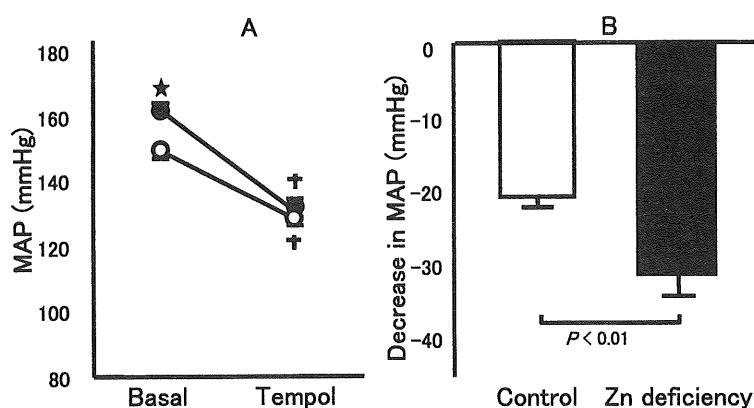 A
MAP (mmHg)
180
160
140
120
100
80
★
†
†
Basal Tempol
B
Decrease in MAP (mmHg)
0
-10
-20
-30
-40
P < 0.01
Control Zn deficiency